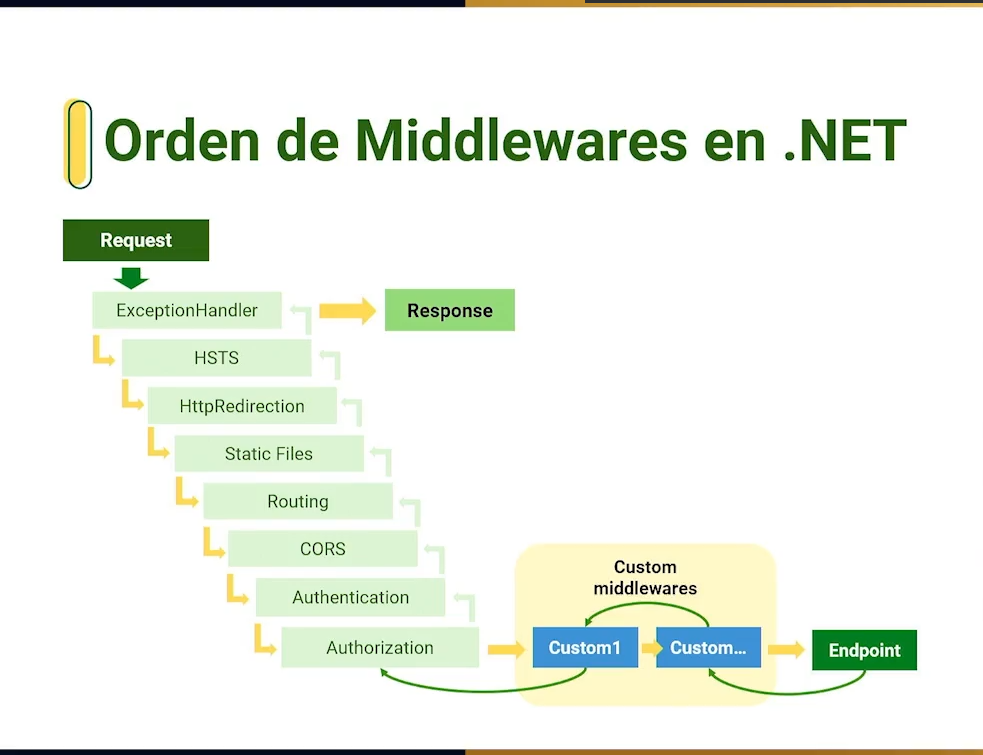 Orden de Middlewares en .NET
Request
ExceptionHandler
Response
HSTS
HttpRedirection
Static Files
Routing
CORS
Authentication
Authorization
Custom
middlewares
Custom1
Custom...
Endpoint